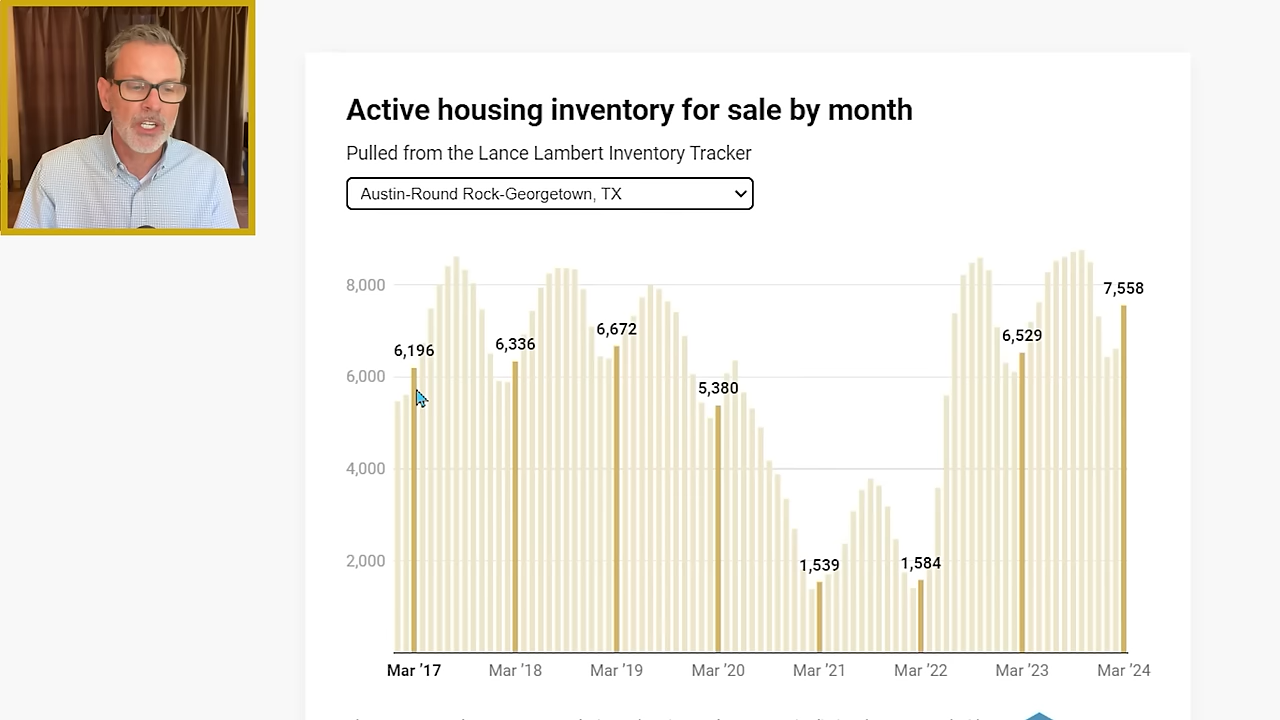 Active housing inventory for sale by month
Pulled from the Lance Lambert Inventory Tracker
Austin-Round Rock-Georgetown, TX
8,000
6,000
4,000
2,000
6,196
6,336
6,672
5,380
1,539
1,584
6,529
7,558
Mar '17
Mar '18
Mar '19
Mar '20
Mar '21
Mar '22
Mar '23
Mar '24